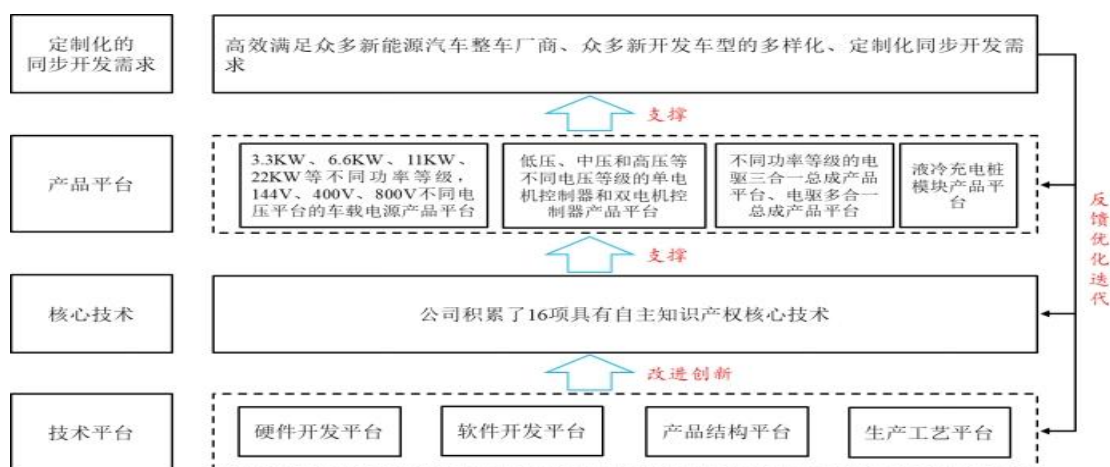 定制化的
同步开发需求
高效满足众多新能源汽车整车厂商、众多新开发车型的多样化、定制化同步开发需
求
支撑
产品平台
3.3KW、6.6KW、11KW、
22KW等不同功率等级，
144V、400V、800V不同电
压平台的车载电源产品平台
低压、中压和高压等
不同电压等级的单电
机控制器和双电机控
制器产品平台
不同功率等级的电
驱三合一总成产品
平台、电驱多合一
总成产品平台
液冷充电桩
模块产品平
台
支撑
核心技术
公司积累了16项具有自主知识产权核心技术
改进创新
技术平台
硬件开发平台
软件开发平台
产品结构平台
生产工艺平台
反
馈
优
化
迭
代